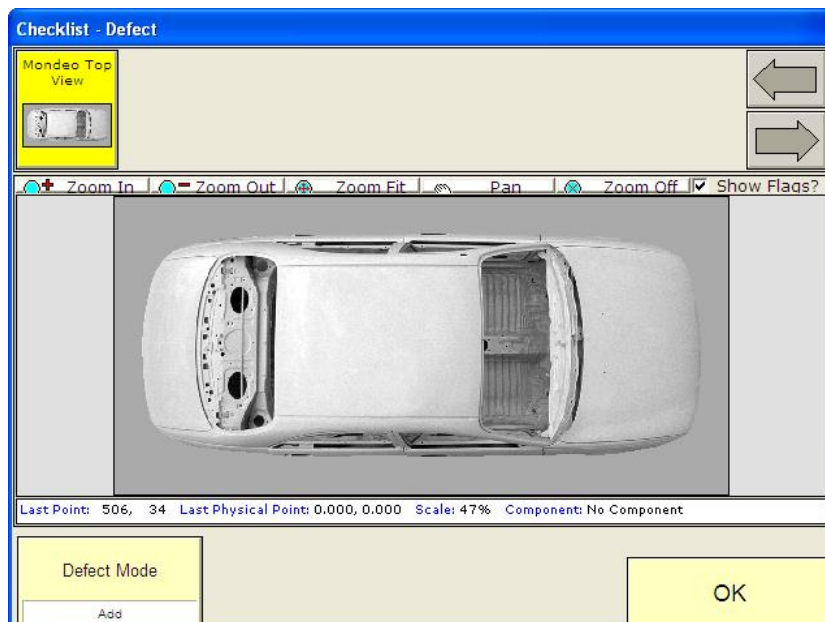 Checklist - Defect
Mondeo Top
View
Zoom In Zoom Out Zoom Fit Pan Zoom Off Show Flags?
Last Point: 506, 34 Last Physical Point: 0.000, 0.000 Scale: 47% Component: No Component
Defect Mode
Add
OK